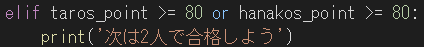 elif taros_point >= 80 or hanakos_point >= 80:
    print('次は2人で合格しよう')